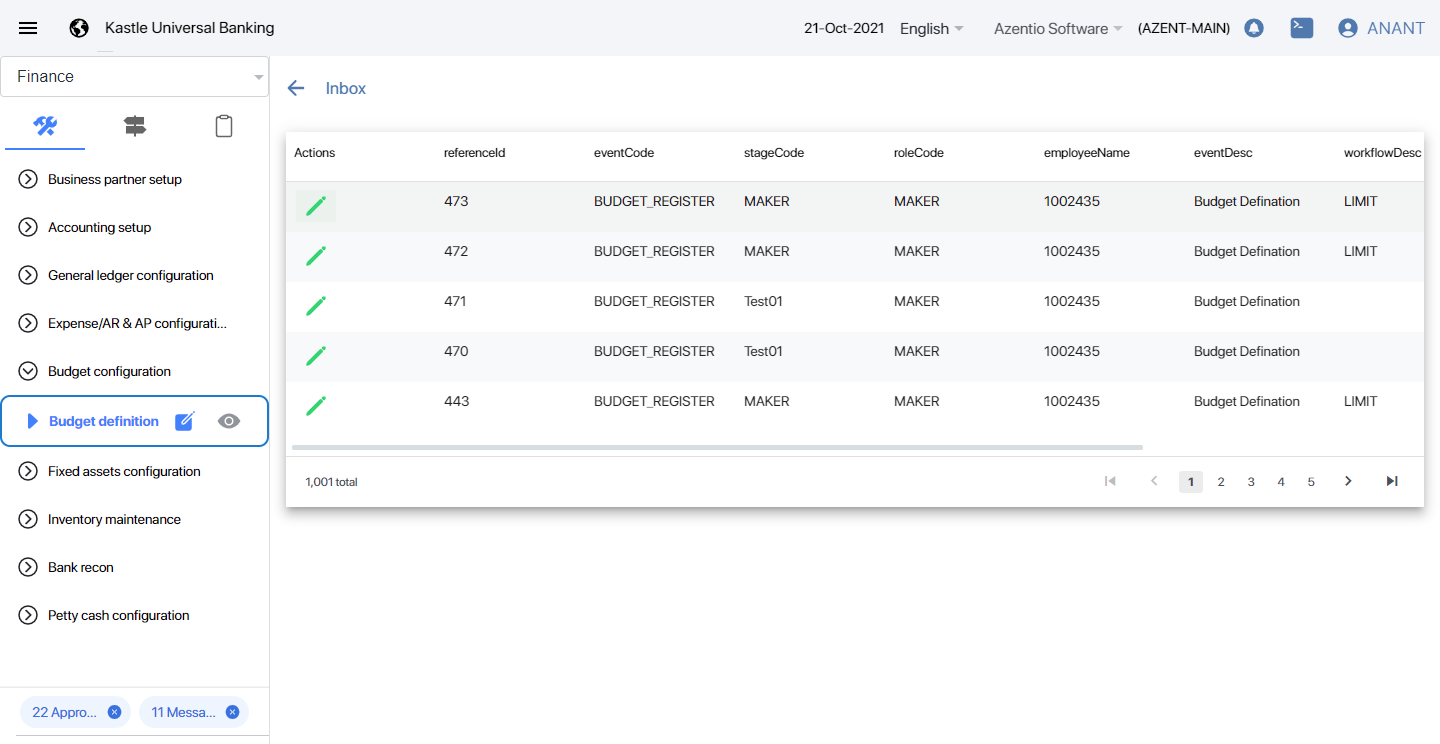 Kastle Universal Banking
21-Oct-2021 English Azentio Software (AZENT-MAIN) ANANT
Finance
Business partner setup
Accounting setup
General ledger configuration
Expense/AR & AP configurati...
Budget configuration
Budget definition
Fixed assets configuration
Inventory maintenance
Bank recon
Petty cash configuration
22 Appro...
11 Messa...
Inbox
Actions referenceId eventCode stageCode roleCode employeeName eventDesc workflowDesc
473 BUDGET_REGISTER MAKER MAKER 1002435 Budget Defination LIMIT
472 BUDGET_REGISTER MAKER MAKER 1002435 Budget Defination LIMIT
471 BUDGET_REGISTER Test01 MAKER 1002435 Budget Defination
470 BUDGET_REGISTER Test01 MAKER 1002435 Budget Defination
443 BUDGET_REGISTER MAKER MAKER 1002435 Budget Defination LIMIT
1,001 total 1 2 3 4 5